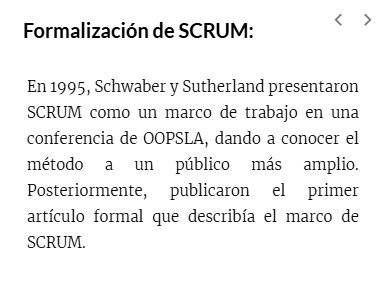 Formalización de SCRUM:
En 1995, Schwaber y Sutherland presentaron
SCRUM como un marco de trabajo en una
conferencia de OOPSLA, dando a conocer el
método a un público más amplio.
Posteriormente, publicaron el primer
artículo formal que describía el marco de
SCRUM.